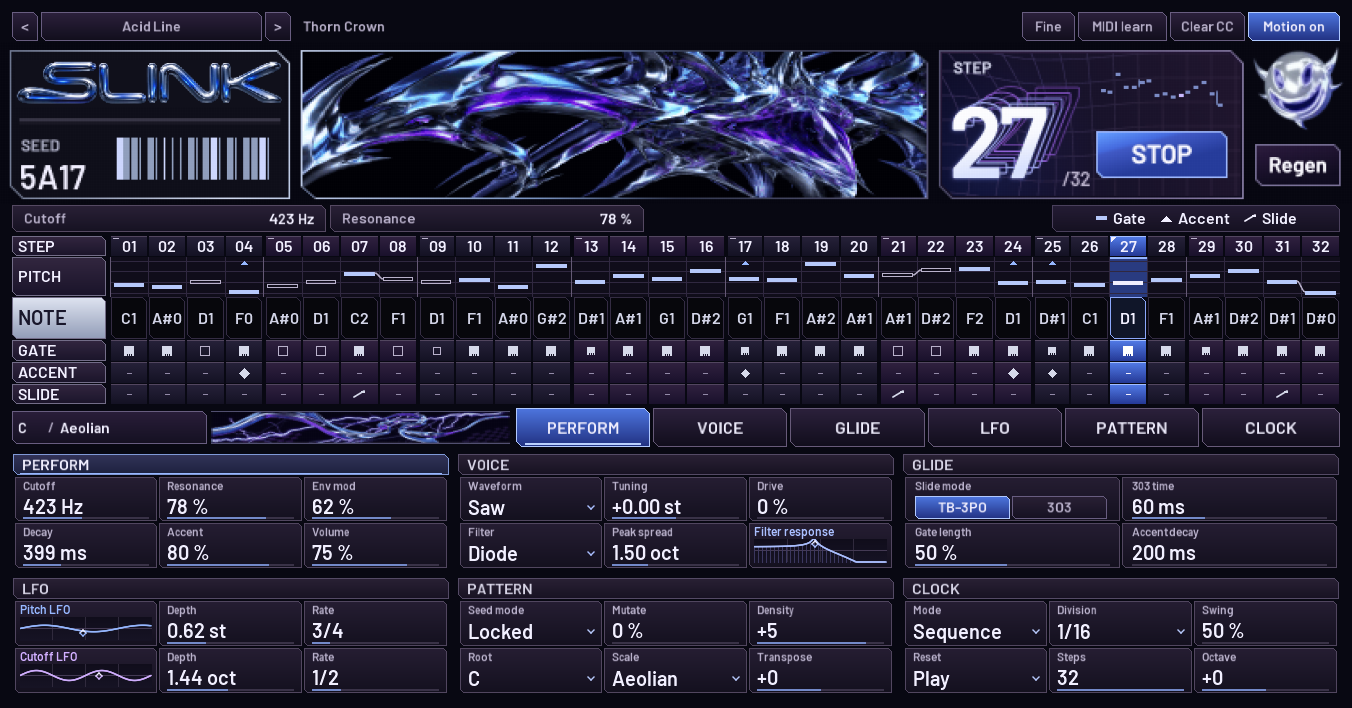 < Acid Line > Thorn Crown Fine MIDI learn Clear CC Motion on
SLINK
SEED
5A17
STEP
27 /32
STOP
Regen
Cutoff 423 Hz Resonance 78 % Gate Accent Slide
STEP 01 02 03 04 05 06 07 08 09 10 11 12 13 14 15 16 17 18 19 20 21 22 23 24 25 26 27 28 29 30 31 32
PITCH
NOTE C1 A#0 D1 F0 A#0 D1 C2 F1 D1 F1 A#0 G#2 D#1 A#1 G1 D#2 G1 F1 A#2 A#1 A#1 D#2 F2 D1 D#1 C1 D1 F1 A#1 D#2 D#1 D#0
GATE
ACCENT
SLIDE
C / Aeolian PERFORM VOICE GLIDE LFO PATTERN CLOCK
PERFORM
Cutoff Resonance Env mod
423 Hz 78 % 62 %
Decay Accent Volume
399 ms 80 % 75 %
VOICE
Waveform Tuning Drive
Saw +0.00 st 0 %
Filter Peak spread Filter response
Diode 1.50 oct
GLIDE
Slide mode 303 time
TB-3PO 303 60 ms
Gate length Accent decay
50 % 200 ms
LFO
Pitch LFO Depth Rate
0.62 st 3/4
Cutoff LFO Depth Rate
1.44 oct 1/2
PATTERN
Seed mode Mutate Density
Locked 0 % +5
Root Scale Transpose
C Aeolian +0
CLOCK
Mode Division Swing
Sequence 1/16 50 %
Reset Steps Octave
Play 32 +0